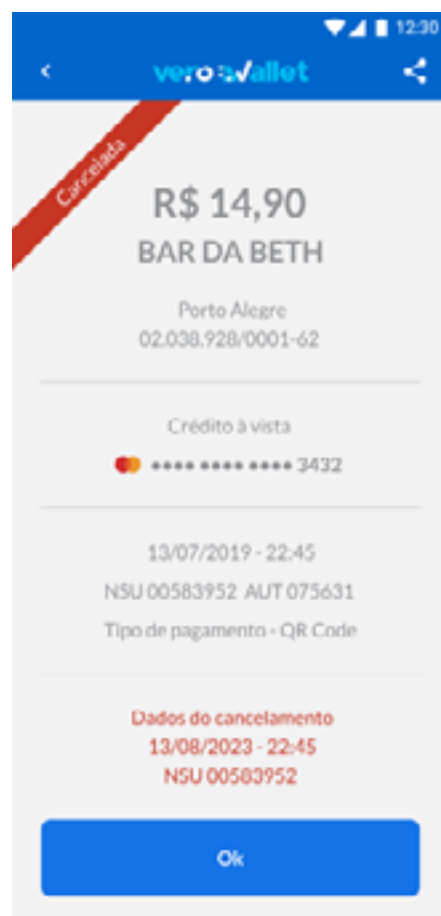 12:30
vero wallet
Cancelada
R$ 14,90
BAR DA BETH
Porto Alegre
02.038.928/0001-62
Crédito à vista
•••• •••• •••• 3432
13/07/2019 - 22:45
NSU 00583952 AUT 075631
Tipo de pagamento - QR Code
Dados do cancelamento
13/08/2023 - 22:45
NSU 00583952
Ok